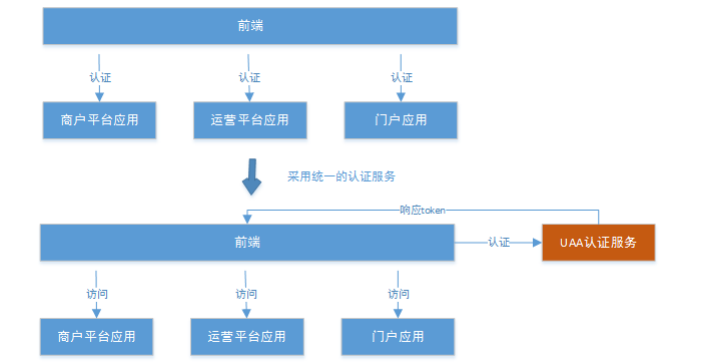 前端
认证 认证 认证
商户平台应用 运营平台应用 门户应用
采用统一的认证服务
响应token
前端 认证 UAA认证服务
访问 访问 访问
商户平台应用 运营平台应用 门户应用